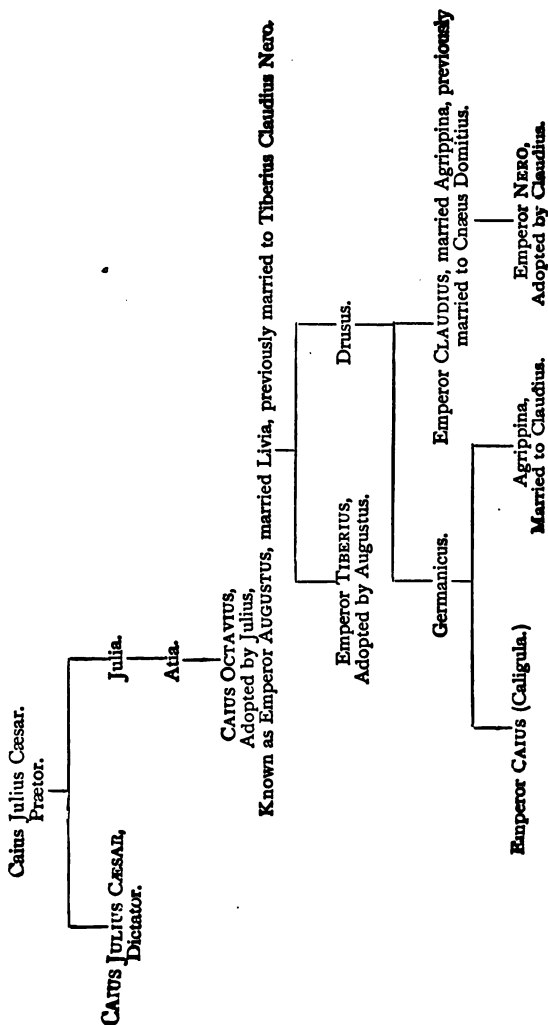 Caius Julius Cæsar.
Prætor.
CAIUS JULIUS CÆSAR,
Dictator.
Julia.
Atia.
CAIUS OCTAVIUS,
Adopted by Julius,
Known as Emperor AUGUSTUS, married Livia, previously married to Tiberius Claudius Nero.
Emperor TIBERIUS,
Adopted by Augustus.
Drusus.
Germanicus.
Emperor CLAUDIUS, married Agrippina, previously
married to Cnæus Domitius.
Emperor CAIUS (Caligula.)
Agrippina,
Married to Claudius.
Emperor NERO,
Adopted by Claudius.